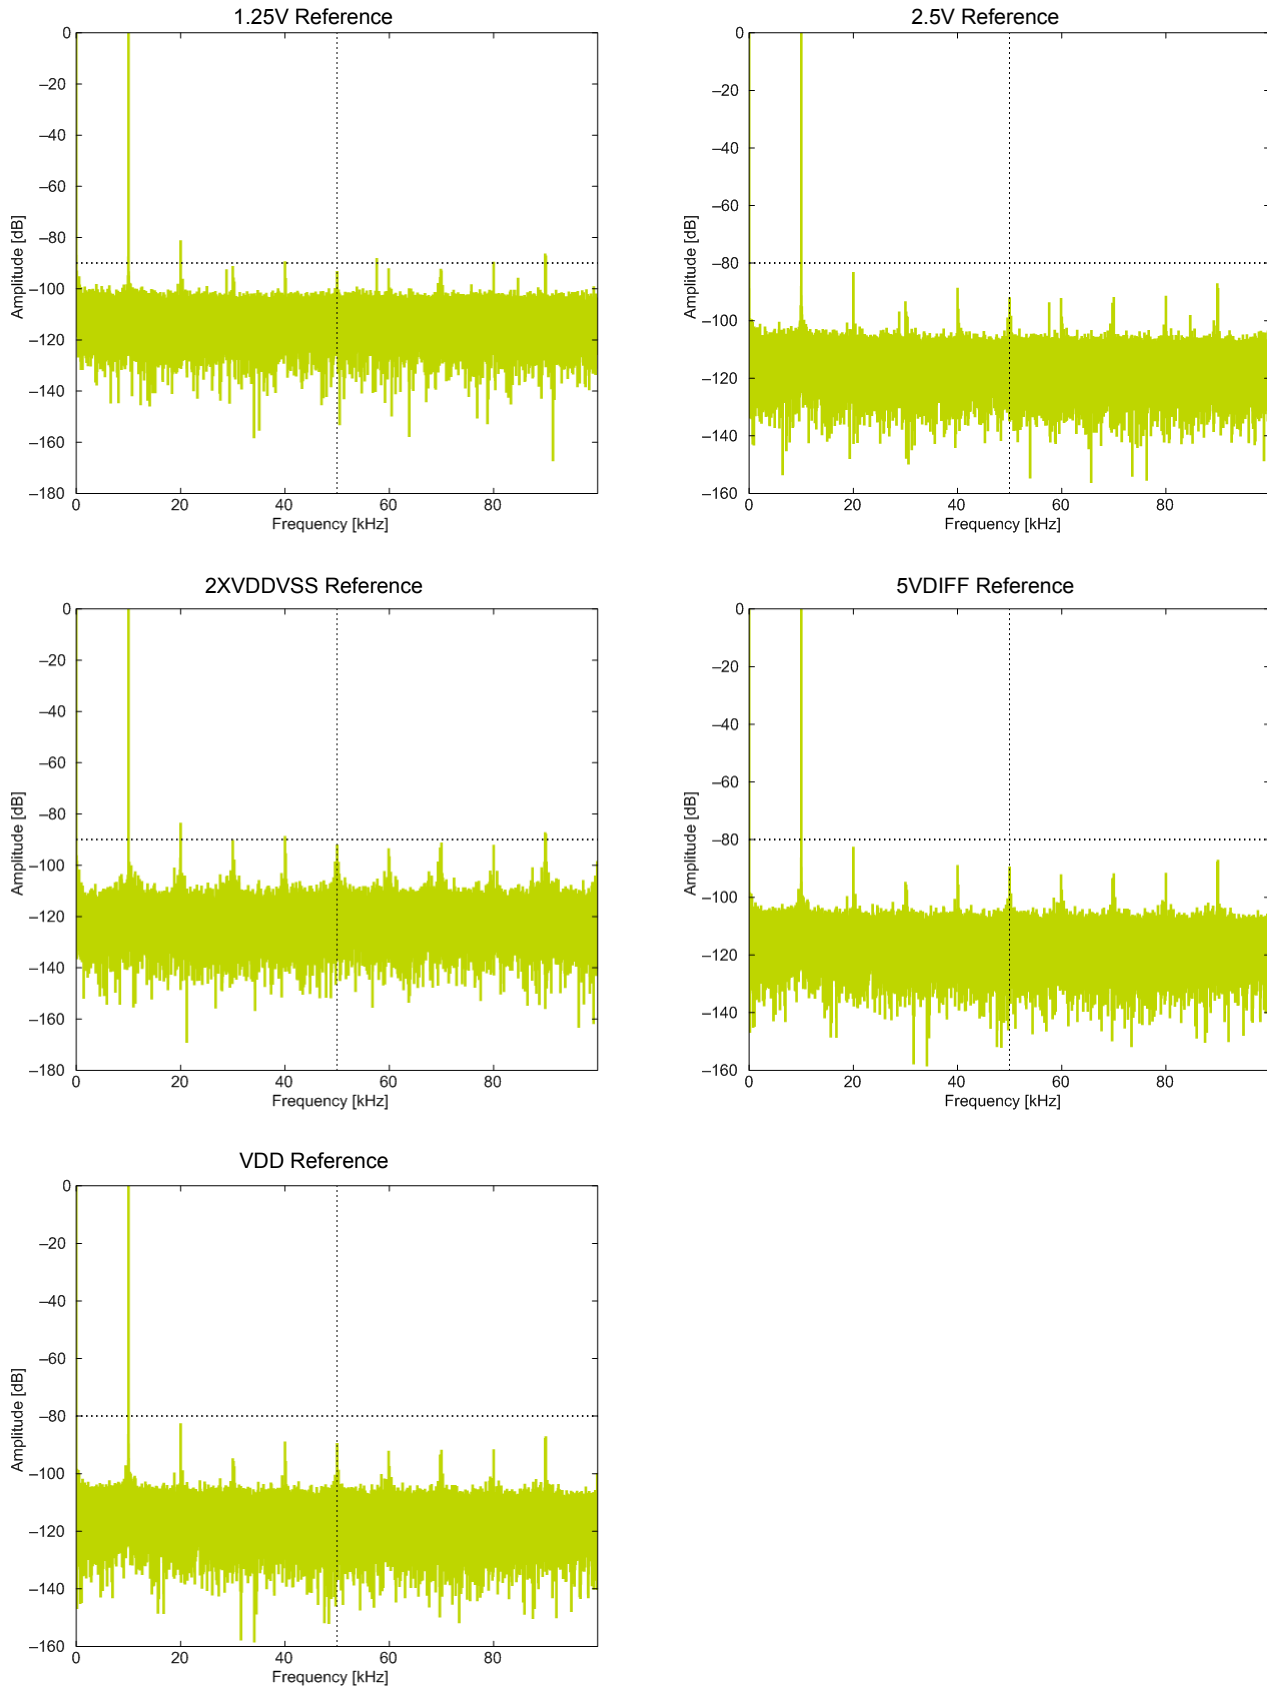 1.25V Reference
0
–20
–40
–60
–80
–100
–120
–140
–160
–180
Amplitude [dB]
0 20 40 60 80
Frequency [kHz]
2.5V Reference
0
–20
–40
–60
–80
–100
–120
–140
–160
Amplitude [dB]
0 20 40 60 80
Frequency [kHz]
2XVDDVSS Reference
0
–20
–40
–60
–80
–100
–120
–140
–160
–180
Amplitude [dB]
0 20 40 60 80
Frequency [kHz]
5VDIFF Reference
0
–20
–40
–60
–80
–100
–120
–140
–160
Amplitude [dB]
0 20 40 60 80
Frequency [kHz]
VDD Reference
0
–20
–40
–60
–80
–100
–120
–140
–160
Amplitude [dB]
0 20 40 60 80
Frequency [kHz]